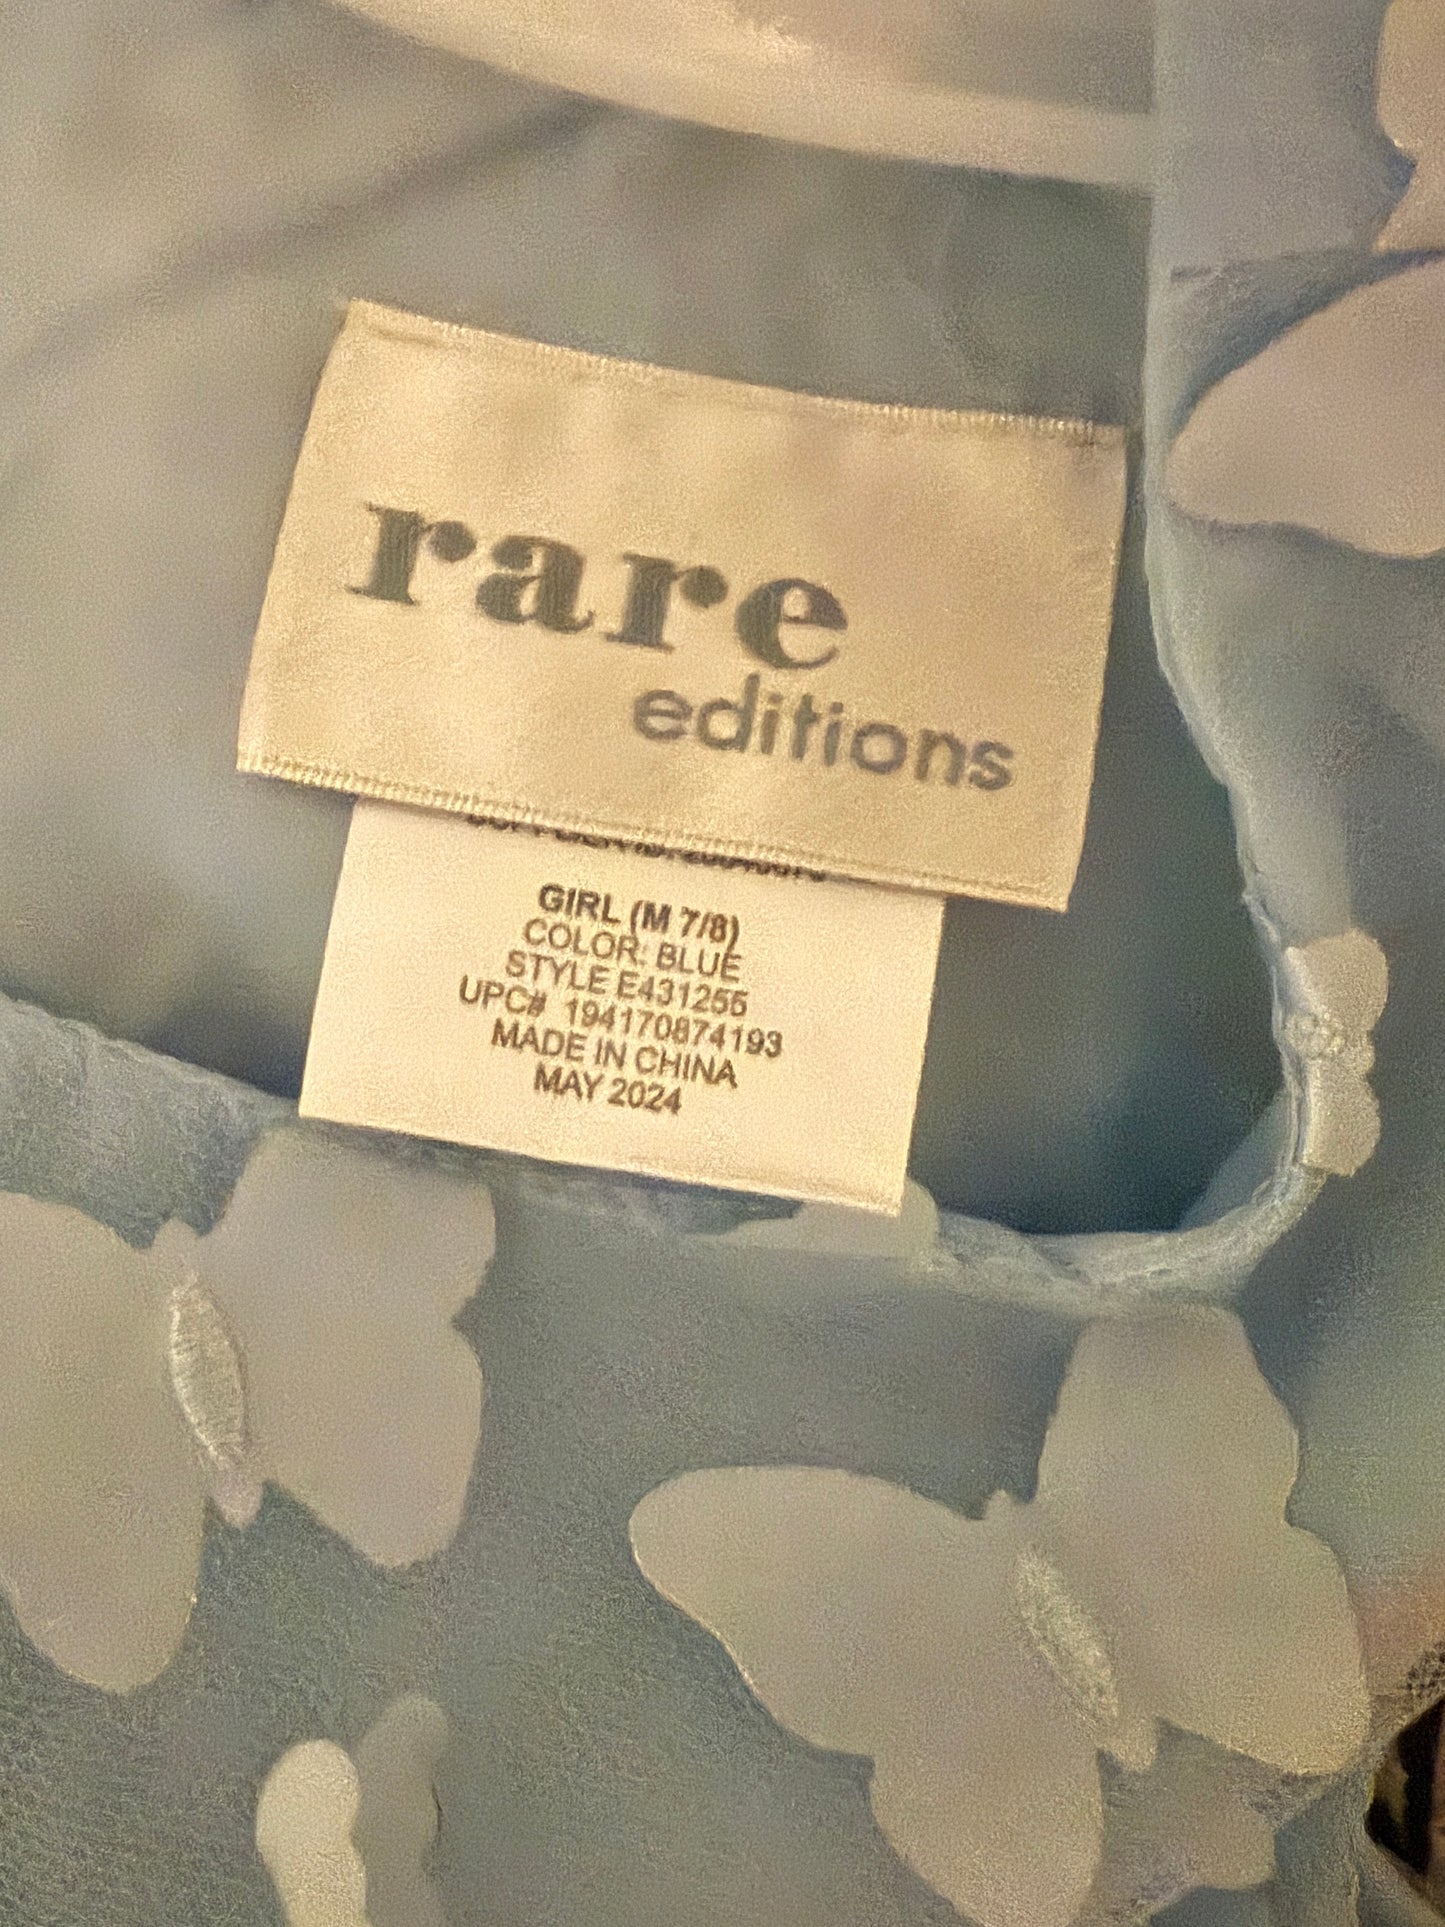 rare
editions
GIRL (M 7/8)
COLOR: BLUE
STYLE E431255
UPC# 194170874193
MADE IN CHINA
MAY 2024